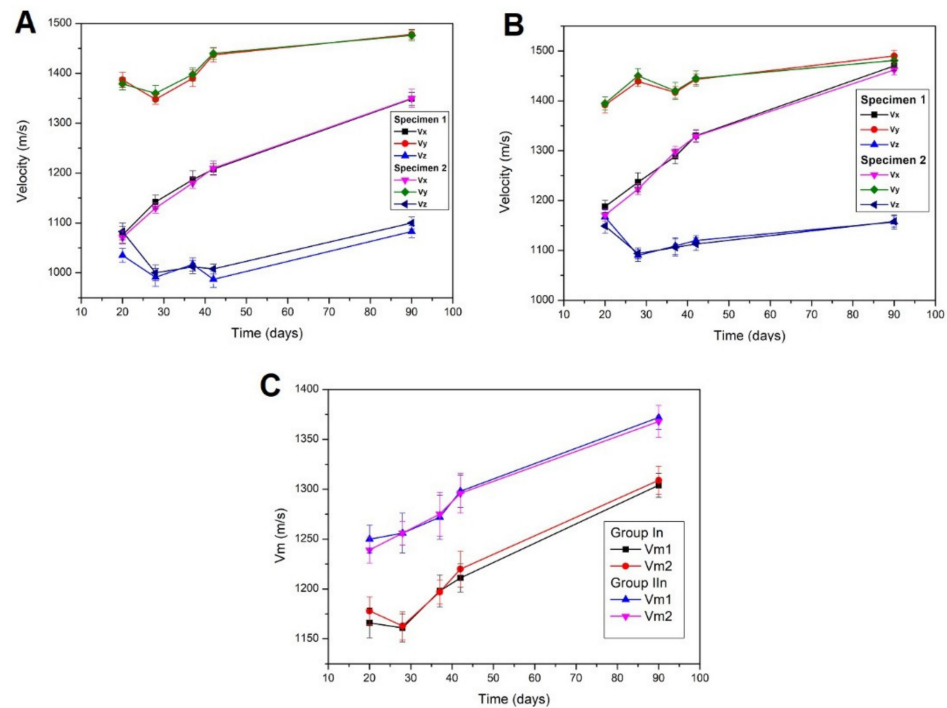 A
1500
1400
1300
1200
1100
1000
Velocity (m/s)
10 20 30 40 50 60 70 80 90 100
Time (days)
Specimen 1
Vx
Vy
Vz
Specimen 2
Vx
Vy
Vz
B
1500
1400
1300
1200
1100
1000
Velocity (m/s)
10 20 30 40 50 60 70 80 90 100
Time (days)
Specimen 1
Vx
Vy
Vz
Specimen 2
Vx
Vy
Vz
C
1400
1350
1300
1250
1200
1150
Vm (m/s)
10 20 30 40 50 60 70 80 90 100
Time (days)
Group In
Vm1
Vm2
Group IIn
Vm1
Vm2